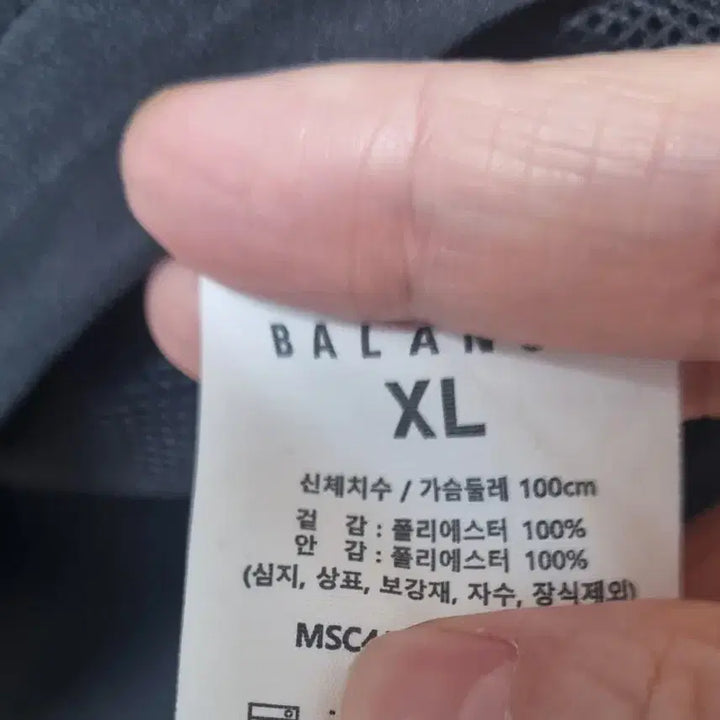 BALAN
XL
신체치수 / 가슴둘레 100cm
겉 감 : 폴리에스터 100%
안 감 : 폴리에스터 100%
(심지, 상표, 보강재, 자수, 장식제외)
MSC4